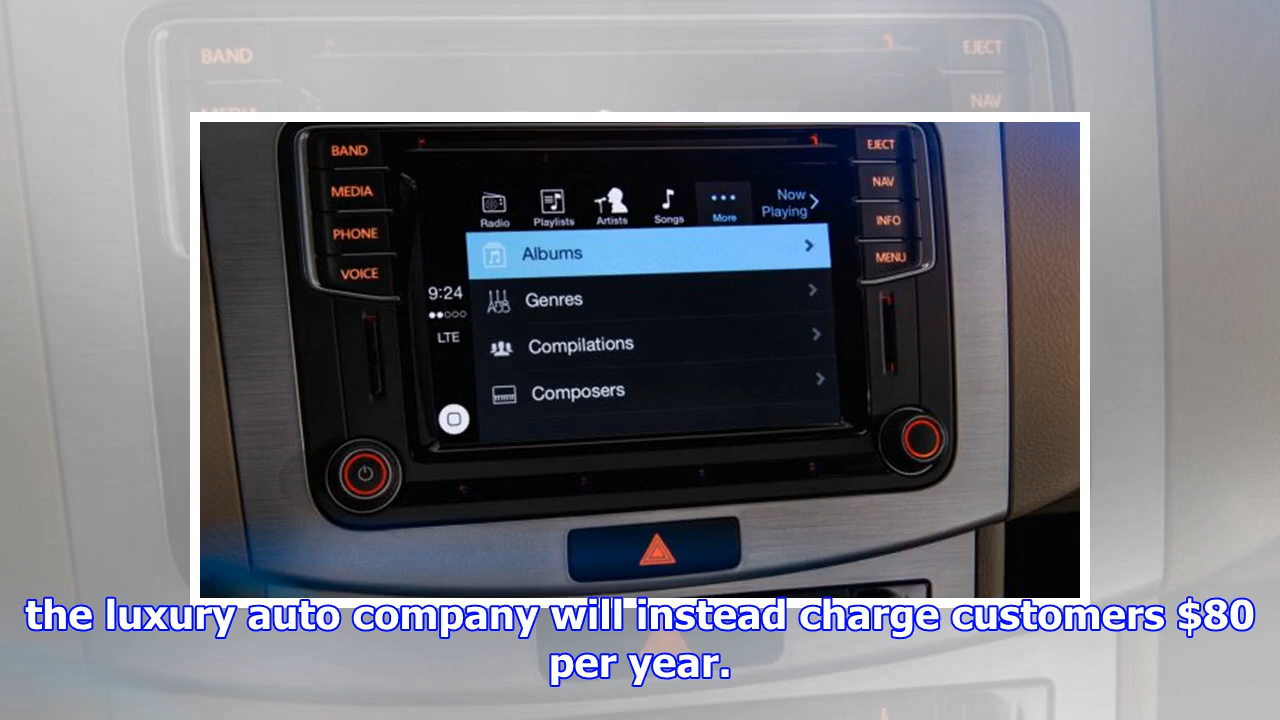 BAND
EJECT
NAV
BAND
MEDIA
PHONE
VOICE
EJECT
NAV
INFO
MENU
Radio
Playlists
Artists
Songs
More
Now
Playing
Albums
9:24
Genres
LTE
Compilations
Composers
the luxury auto company will instead charge customers $80
per year.